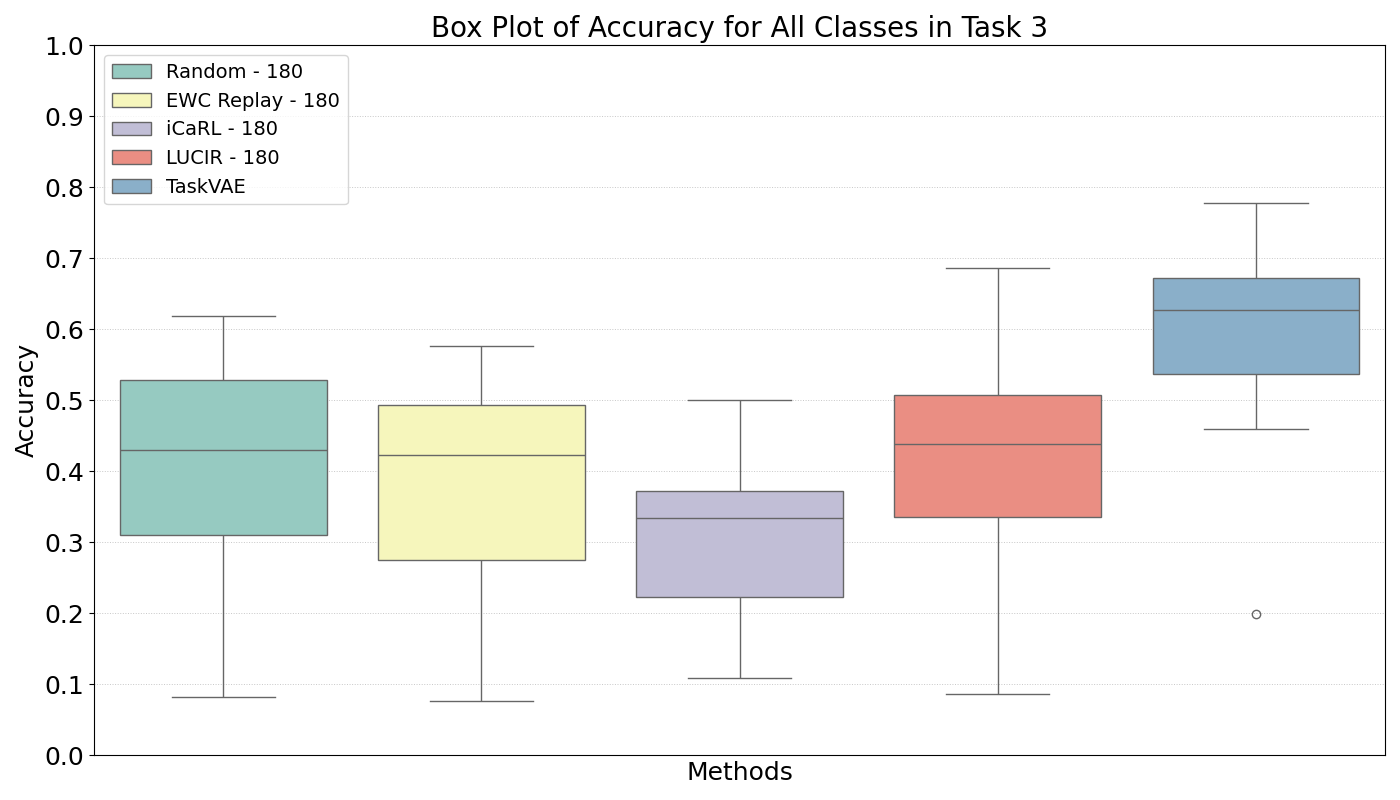 Box Plot of Accuracy for All Classes in Task 3
1.0
0.9
0.8
0.7
0.6
0.5
0.4
0.3
0.2
0.1
0.0
Accuracy
Random - 180
EWC Replay - 180
iCaRL - 180
LUCIR - 180
TaskVAE
Methods